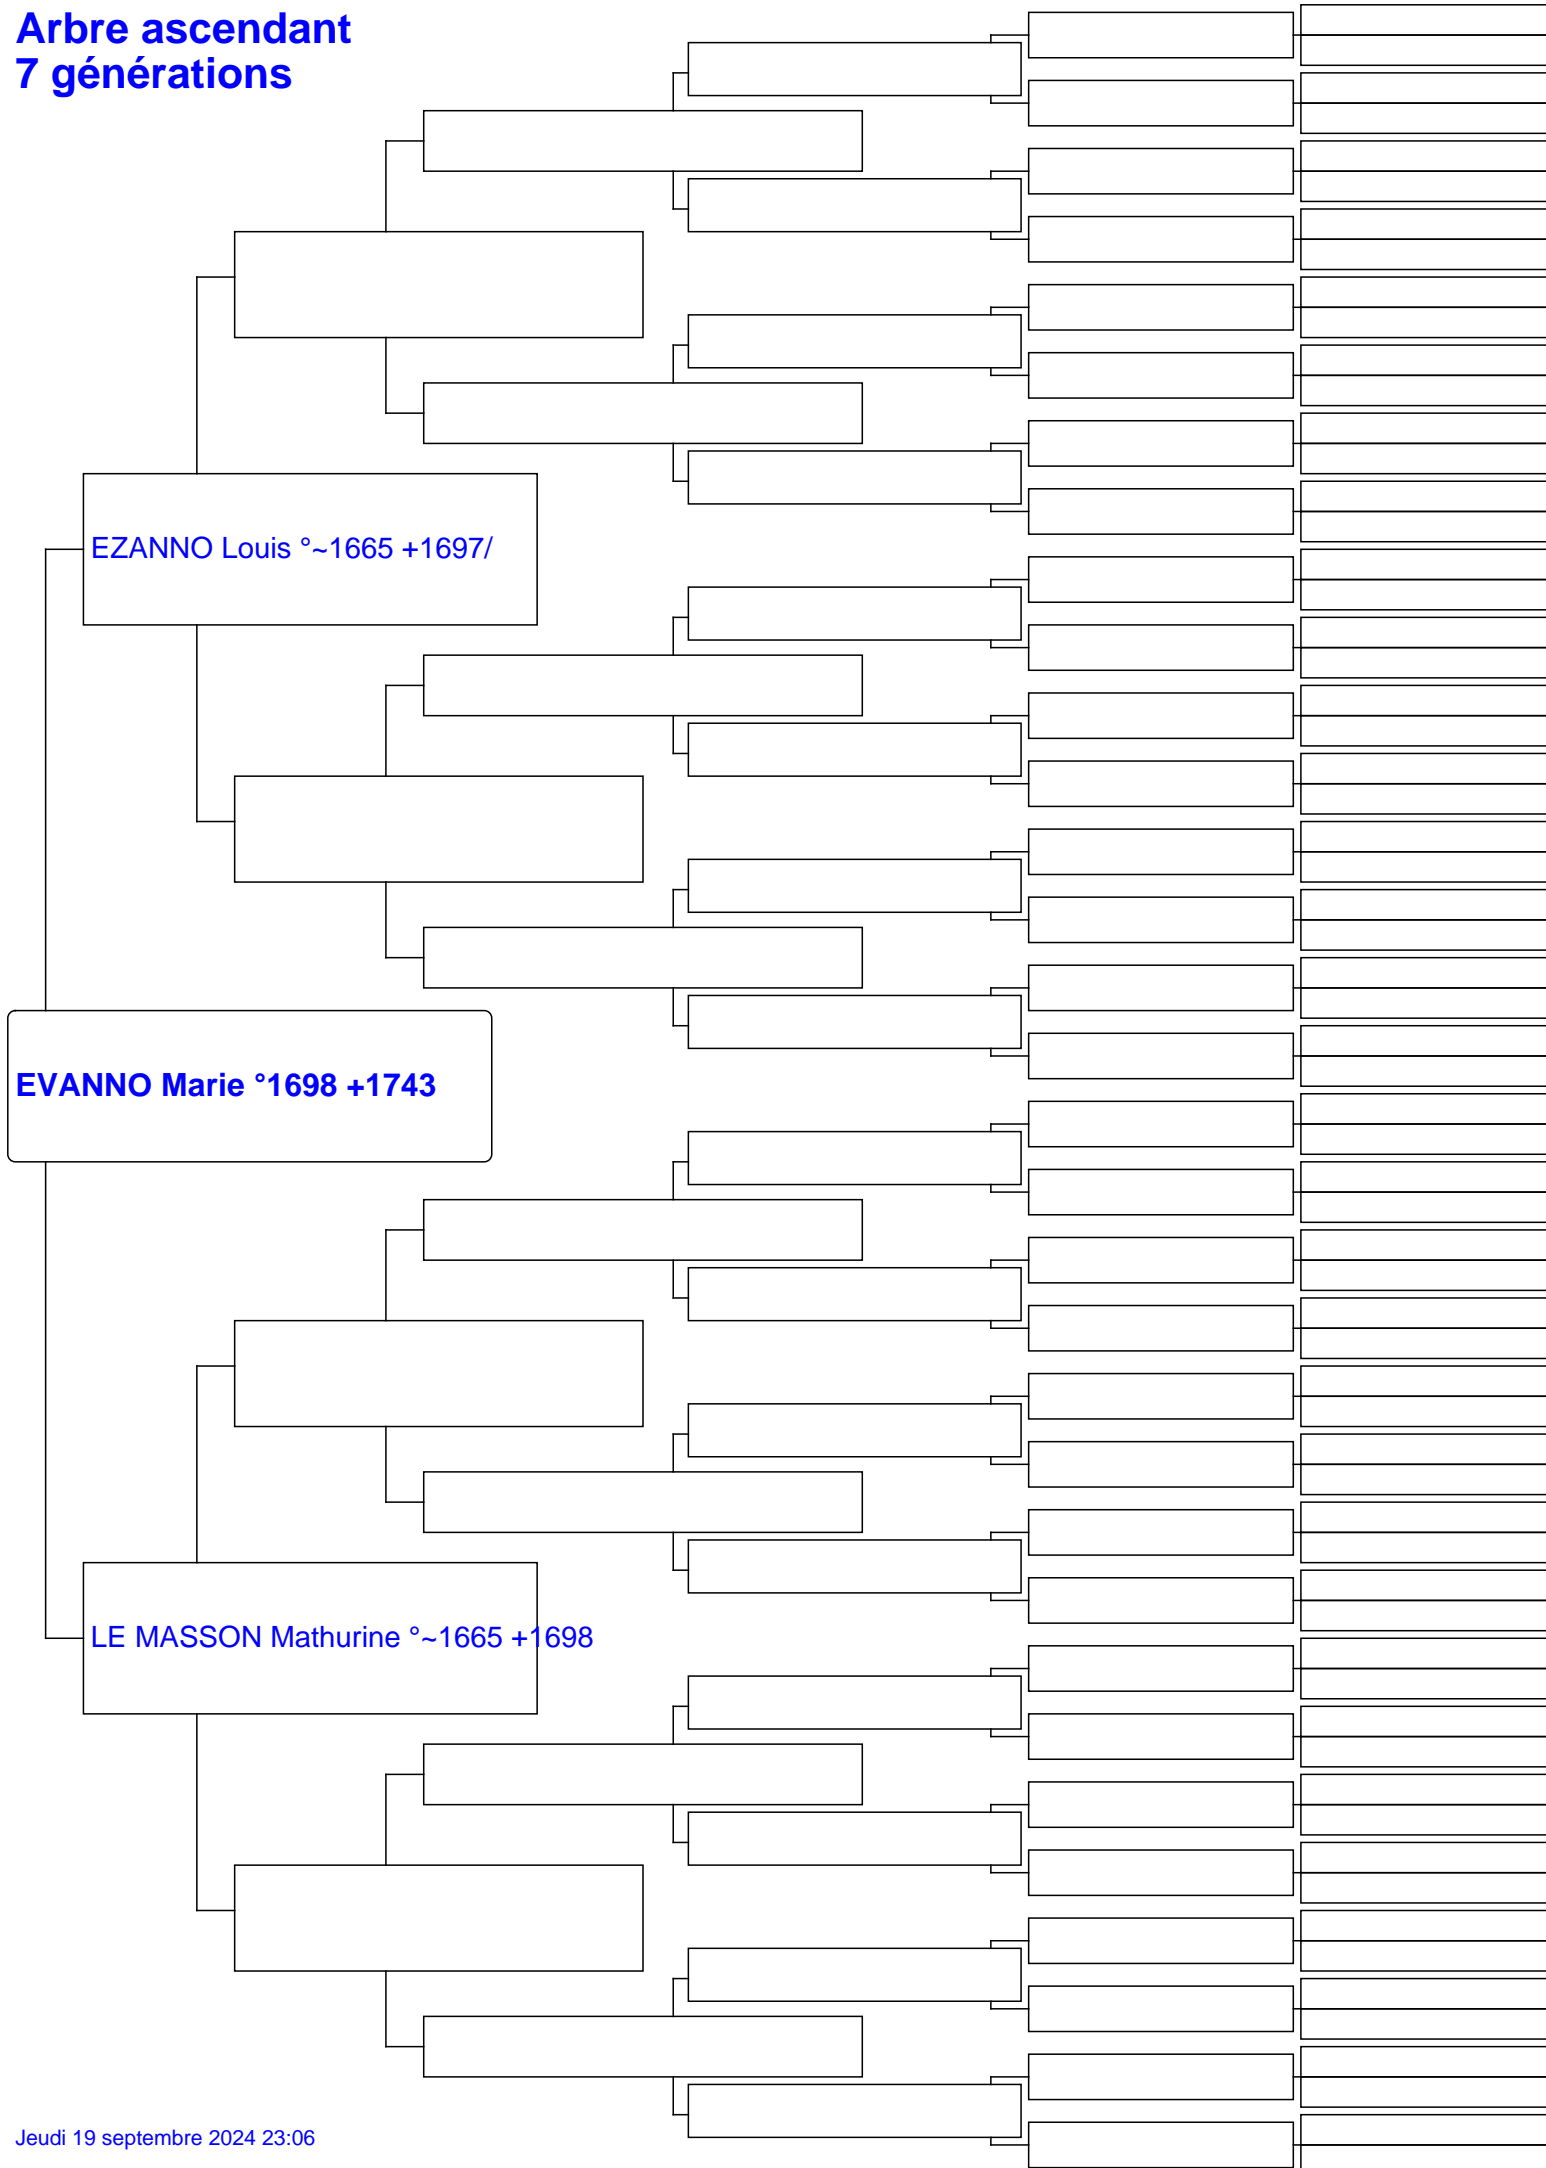 Arbre ascendant
7 générations
EZANNO Louis °~1665 +1697/
EVANNO Marie °1698 +1743
LE MASSON Mathurine °~1665 +1698
Jeudi 19 septembre 2024 23:06